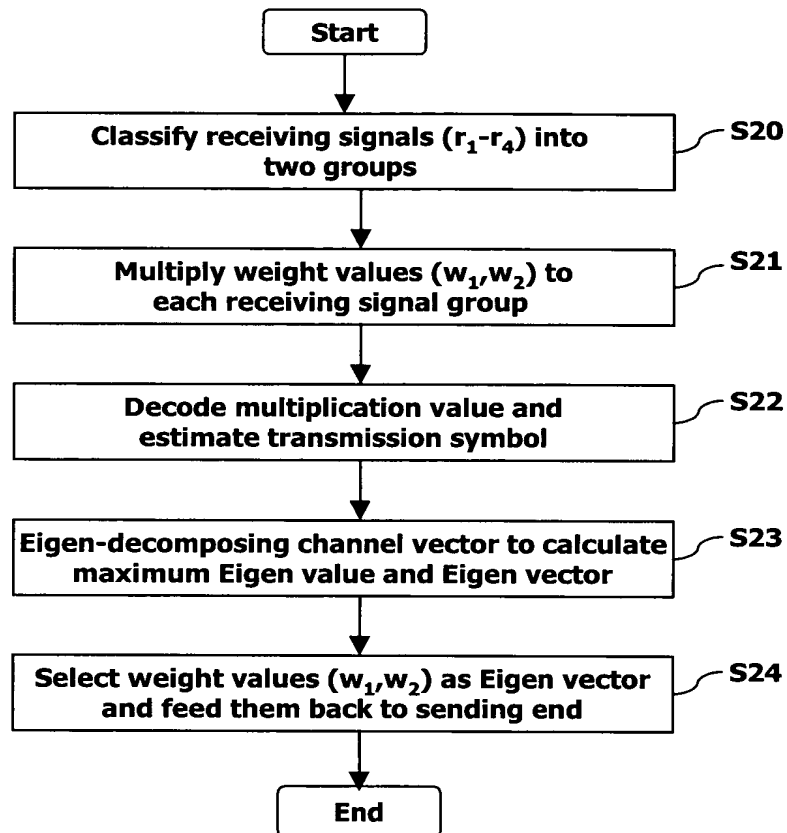 Start
Classify receiving signals (r₁-r₄) into
two groups
S20
Multiply weight values (w₁,w₂) to
each receiving signal group
S21
Decode multiplication value and
estimate transmission symbol
S22
Eigen-decomposing channel vector to calculate
maximum Eigen value and Eigen vector
S23
Select weight values (w₁,w₂) as Eigen vector
and feed them back to sending end
S24
End